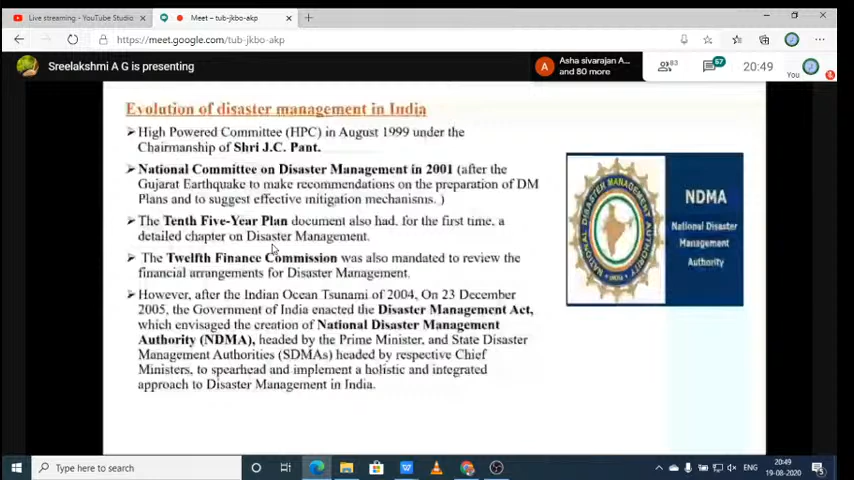 Live streaming - YouTube Studio
Meet – tub-jkbo-akp
https://meet.google.com/tub-jkbo-akp
Sreelakshmi A G is presenting
A
Asha sivarajan A...
and 80 more
83
57
20:49
You
Evolution of disaster management in India
➢ High Powered Committee (HPC) in August 1999 under the
Chairmanship of Shri J.C. Pant.
➢ National Committee on Disaster Management in 2001 (after the
Gujarat Earthquake to make recommendations on the preparation of DM
Plans and to suggest effective mitigation mechanisms. )
➢ The Tenth Five-Year Plan document also had, for the first time, a
detailed chapter on Disaster Management.
➢ The Twelfth Finance Commission was also mandated to review the
financial arrangements for Disaster Management.
➢ However, after the Indian Ocean Tsunami of 2004, On 23 December
2005, the Government of India enacted the Disaster Management Act,
which envisaged the creation of National Disaster Management
Authority (NDMA), headed by the Prime Minister, and State Disaster
Management Authorities (SDMAs) headed by respective Chief
Ministers, to spearhead and implement a holistic and integrated
approach to Disaster Management in India.
NATIONAL DISASTER MANAGEMENT AUTHORITY
NDMA
National Disaster
Management
Authority
Type here to search
ENG
20:49
19-08-2020